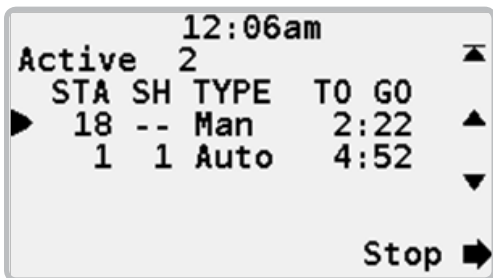 12:06am
Active 2
STA SH TYPE TO GO
18 -- Man 2:22
1 1 Auto 4:52
Stop